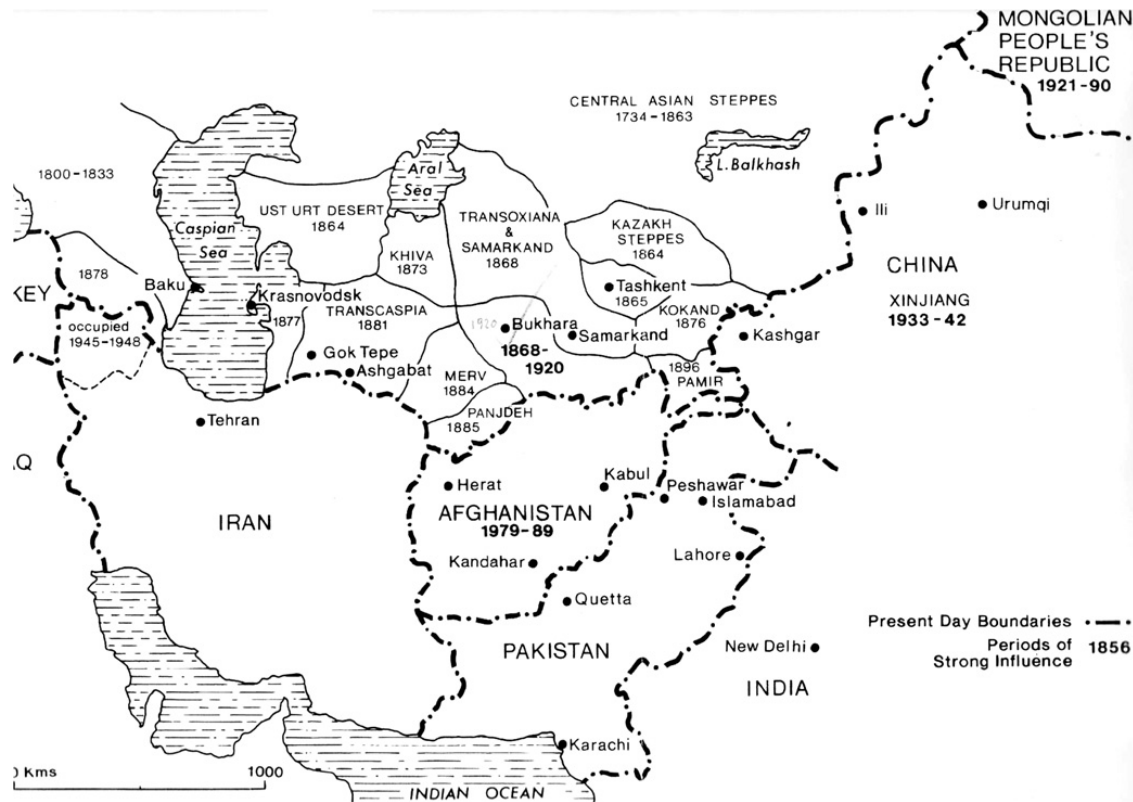 MONGOLIAN
PEOPLE'S
REPUBLIC
1921-90
CENTRAL ASIAN STEPPES
1734-1863
L. Balkhash
Aral
Sea
1800-1833
UST URT DESERT
1864
TRANSOXIANA
&
SAMARKAND
1868
KAZAKH
STEPPES
1864
Ili
Urumqi
Caspian
Sea
KHIVA
1873
CHINA
XINJIANG
1933-42
1878
Baku
Krasnovodsk
Tashkent
1865
KEY
occupied
1945-1948
1877
TRANSCASPIA
1881
1920
Bukhara
1868-
1920
Samarkand
KOKAND
1876
Kashgar
Gok Tepe
Ashgabat
MERV
1884
1896
PAMIR
PANJDEH
1885
Tehran
AQ
Herat
Kabul
Peshawar
Islamabad
IRAN
AFGHANISTAN
1979-89
Kandahar
Lahore
Quetta
Present Day Boundaries
Periods of
Strong Influence
1856
PAKISTAN
New Delhi
INDIA
Karachi
0 Kms
1000
INDIAN OCEAN